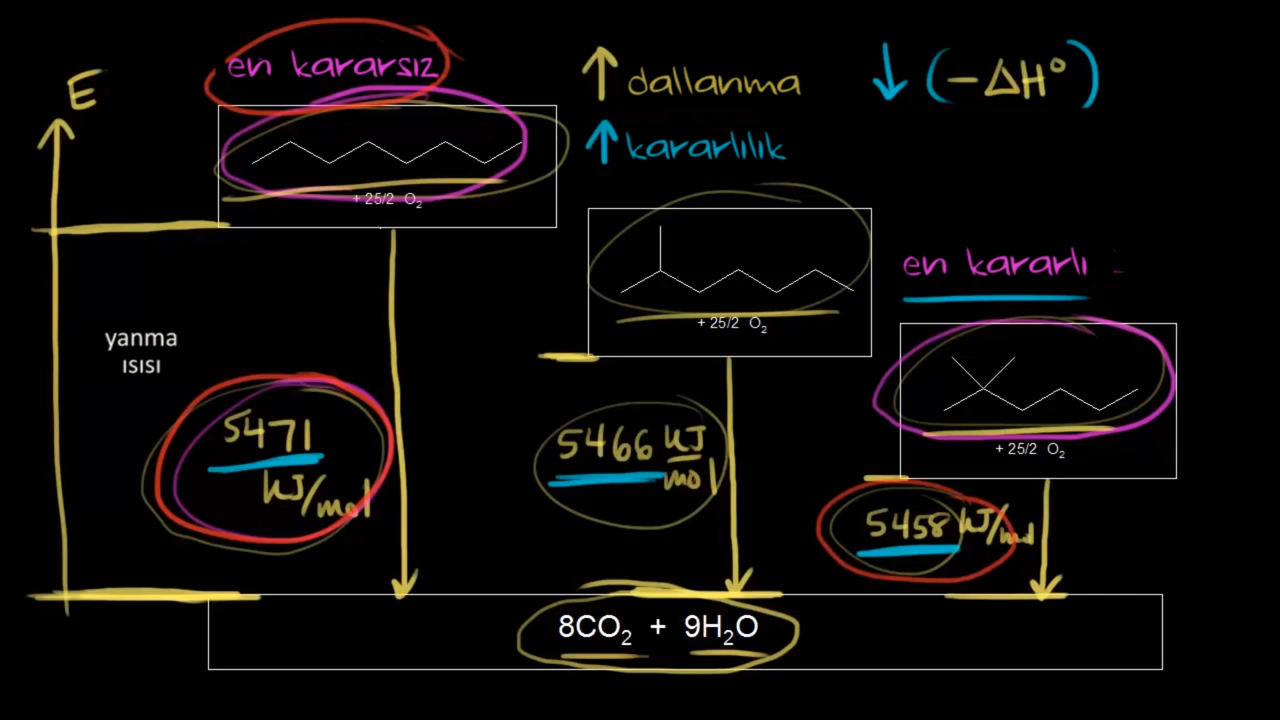 en kararsız
E
↑ dallanma
↓ (-ΔH°)
↑ kararlılık
+ 25/2 O₂
en kararlı
+ 25/2 O₂
yanma
ısısı
+ 25/2 O₂
5471
kJ/mol
5466 kJ
mol
5458 kJ/mol
8CO₂ + 9H₂O